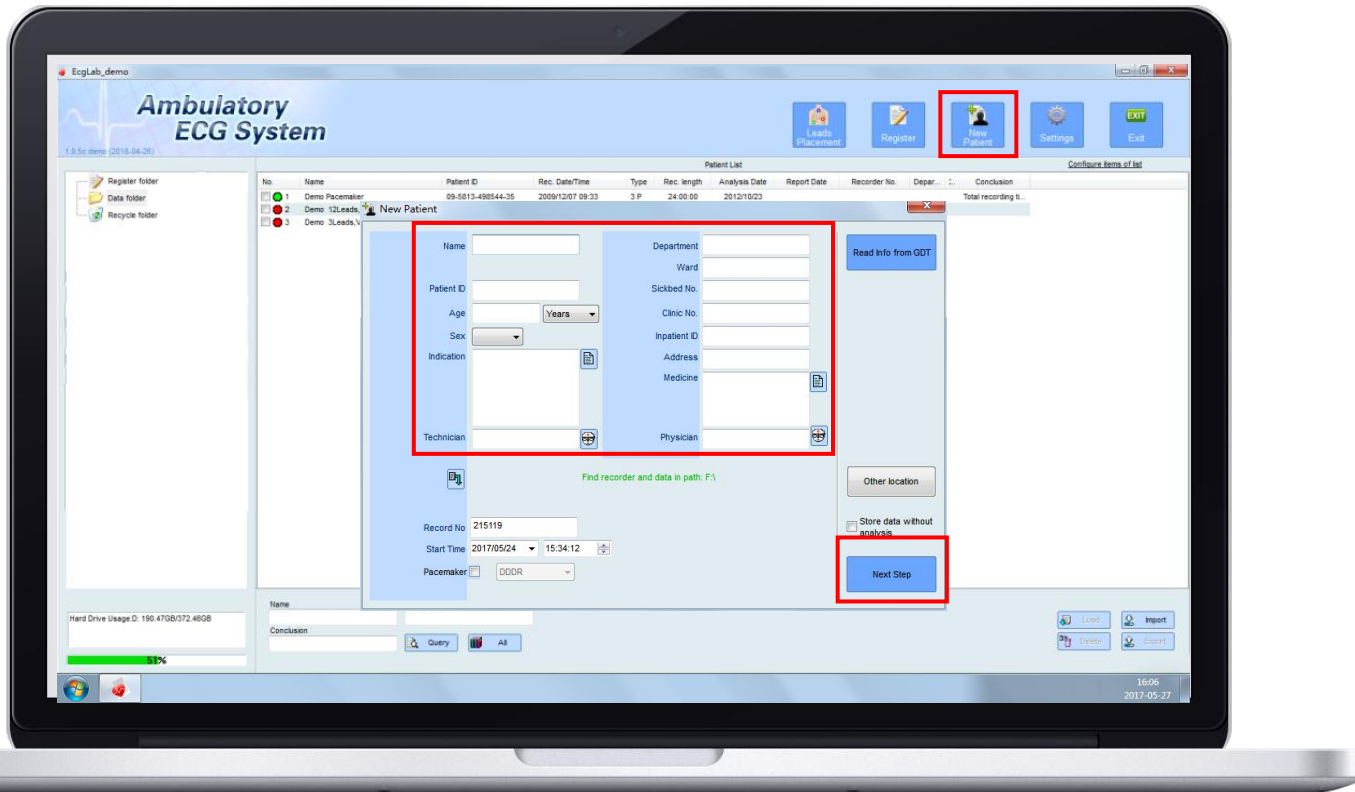 EcgLab_demo
Ambulatory
ECG System
1.0.5c demo (2018-04-26)
Leads
Placement
Register
New
Patient
Settings
EXIT
Exit
Patient List
Configure items of list
Register folder
Data folder
Recycle folder
No. Name Patient ID Rec. Date/Time Type Rec. length Analysis Date Report Date Recorder No. Depar... Conclusion
1 Demo Pacemaker 09-5813-498544-35 2009/12/07 09:33 3 P 24:00:00 2012/10/23 Total recording ti...
2 Demo 12Leads,
3 Demo 3Leads,V
New Patient
Name
Department
Read Info from GDT
Ward
Patient ID
Sickbed No.
Age
Years
Clinic No.
Sex
Inpatient ID
Indication
Address
Medicine
Technician
Physician
Find recorder and data in path: F:\
Other location
Record No 215119
Store data without
analysis
Start Time 2017/05/24 15:34:12
Pacemaker DDDR
Next Step
Name
Hard Drive Usage:D: 190.47GB/372.46GB
Conclusion
Query
All
Load
Import
Delete
Export
51%
16:06
2017-05-27